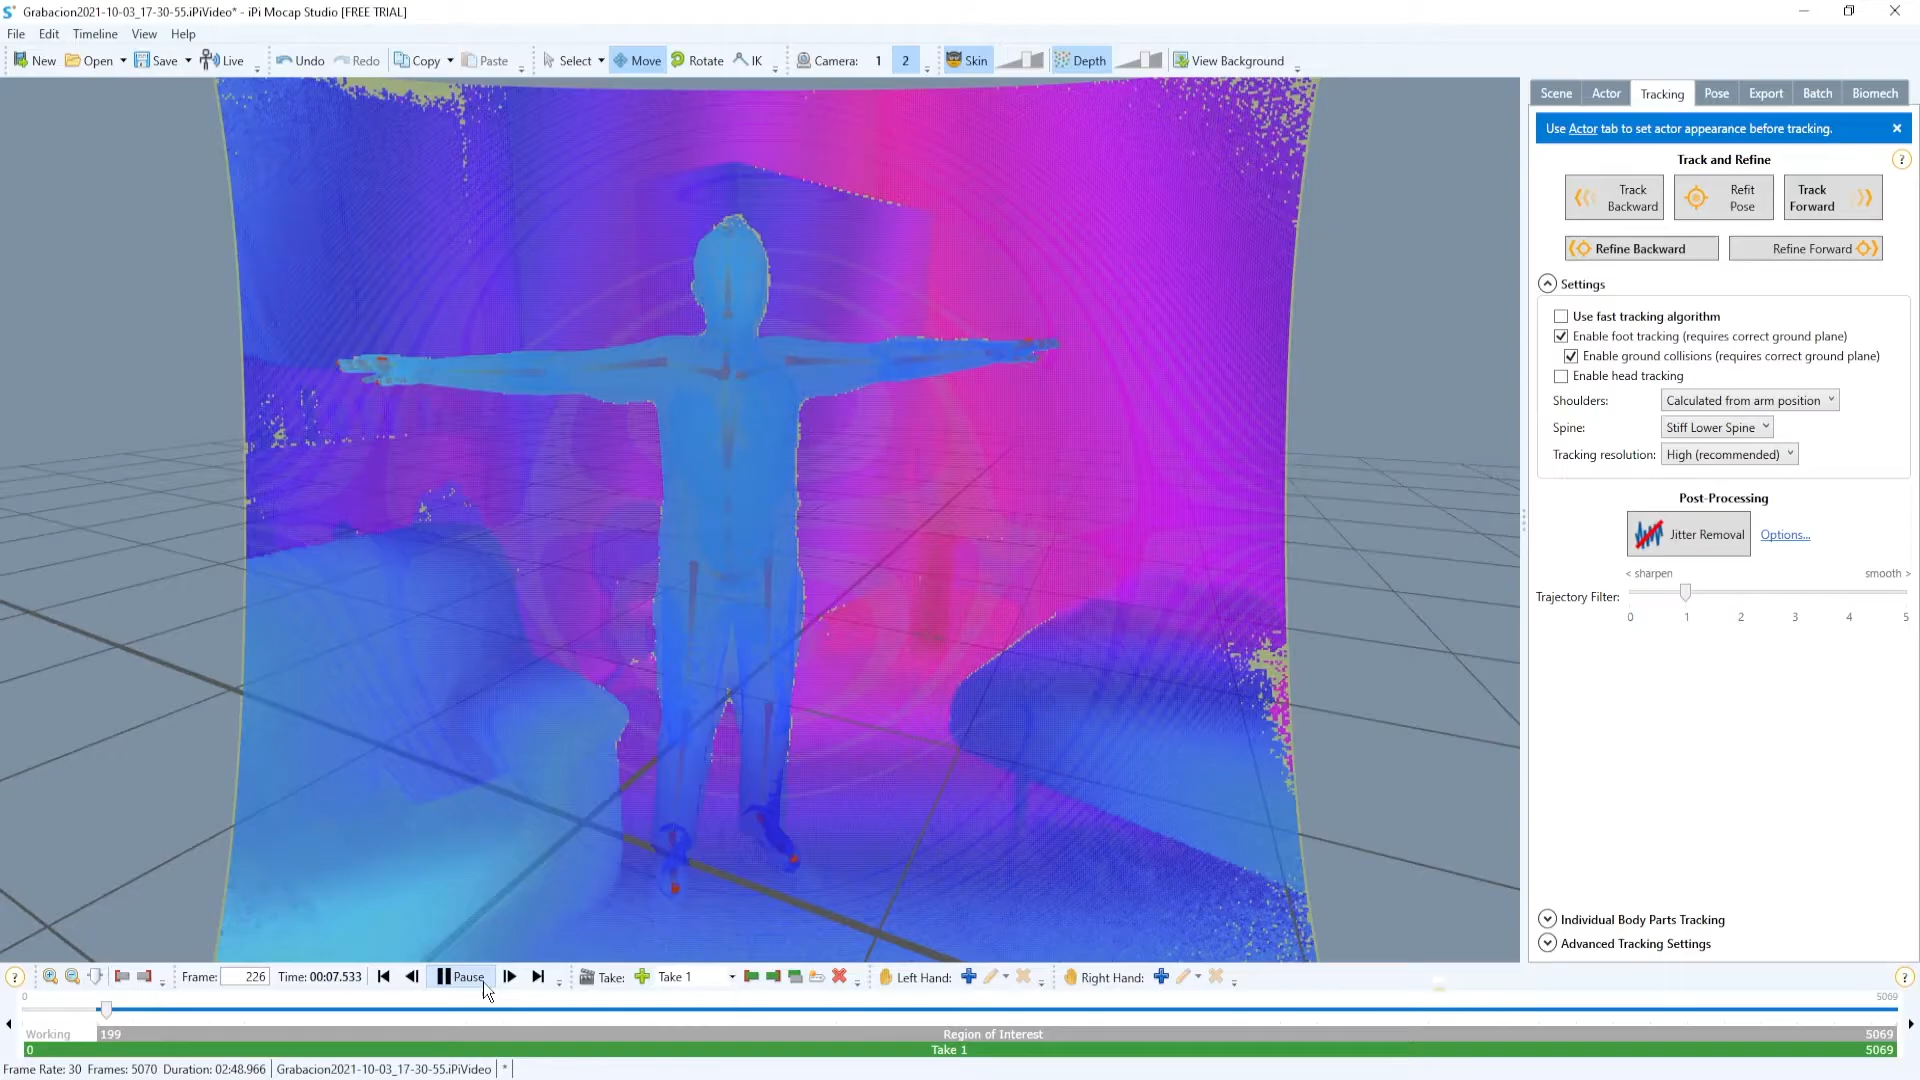 Grabacion2021-10-03_17-30-55.iPiVideo* - iPi Mocap Studio [FREE TRIAL]
File Edit Timeline View Help
New Open Save Live Undo Redo Copy Paste Select Move Rotate IK Camera: 1 2 Skin Depth View Background
Scene Actor Tracking Pose Export Batch Biomech
Use Actor tab to set actor appearance before tracking.
Track and Refine
Track Backward
Refit Pose
Track Forward
Refine Backward Refine Forward
Settings
Use fast tracking algorithm
Enable foot tracking (requires correct ground plane)
Enable ground collisions (requires correct ground plane)
Enable head tracking
Shoulders: Calculated from arm position
Spine: Stiff Lower Spine
Tracking resolution: High (recommended)
Post-Processing
Jitter Removal Options...
< sharpen smooth >
Trajectory Filter:
0 1 2 3 4 5
Individual Body Parts Tracking
Advanced Tracking Settings
Frame: 226 Time: 00:07.533 Pause Take: Take 1 Left Hand: Right Hand:
0 5069
Working 199 Region of Interest 5069
0 Take 1 5069
Frame Rate: 30 Frames: 5070 Duration: 02:48.966 Grabacion2021-10-03_17-30-55.iPiVideo *